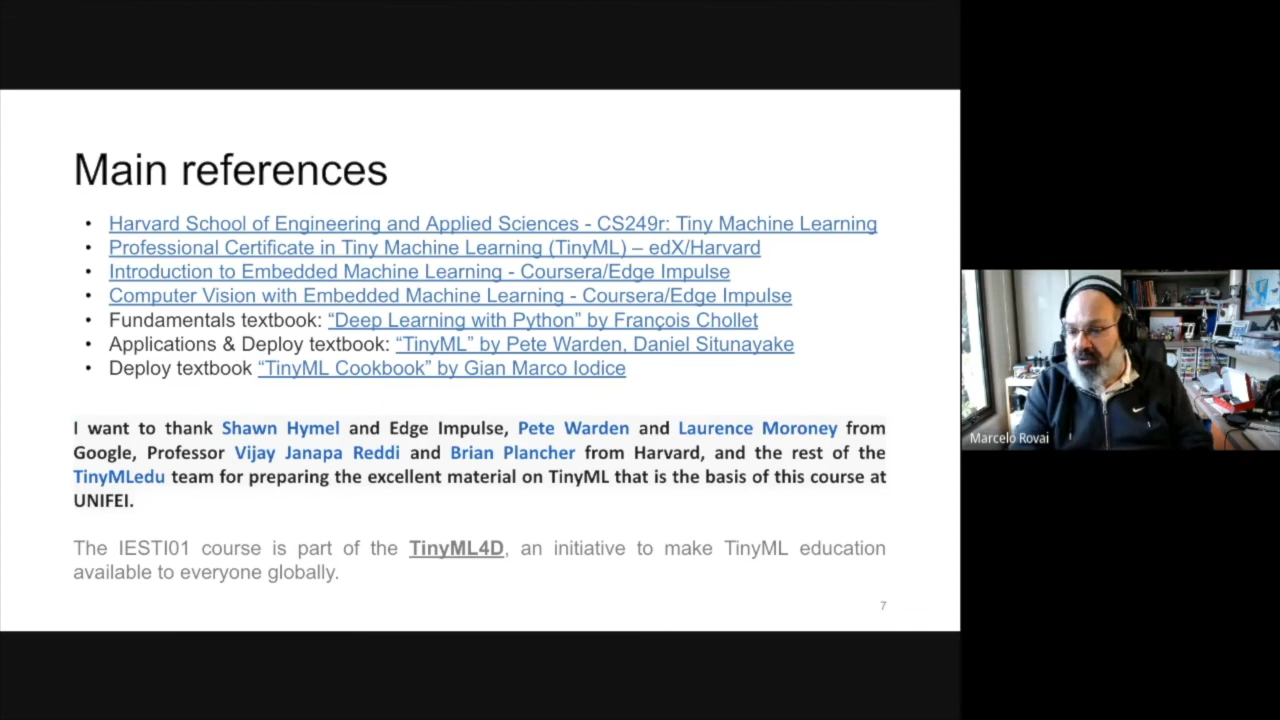 Main references
• Harvard School of Engineering and Applied Sciences - CS249r: Tiny Machine Learning
• Professional Certificate in Tiny Machine Learning (TinyML) – edX/Harvard
• Introduction to Embedded Machine Learning - Coursera/Edge Impulse
• Computer Vision with Embedded Machine Learning - Coursera/Edge Impulse
• Fundamentals textbook: “Deep Learning with Python” by François Chollet
• Applications & Deploy textbook: “TinyML” by Pete Warden, Daniel Situnayake
• Deploy textbook “TinyML Cookbook” by Gian Marco Iodice
I want to thank Shawn Hymel and Edge Impulse, Pete Warden and Laurence Moroney from
Google, Professor Vijay Janapa Reddi and Brian Plancher from Harvard, and the rest of the
TinyMLedu team for preparing the excellent material on TinyML that is the basis of this course at
UNIFEI.
The IESTI01 course is part of the TinyML4D, an initiative to make TinyML education
available to everyone globally.
7
Marcelo Rovai